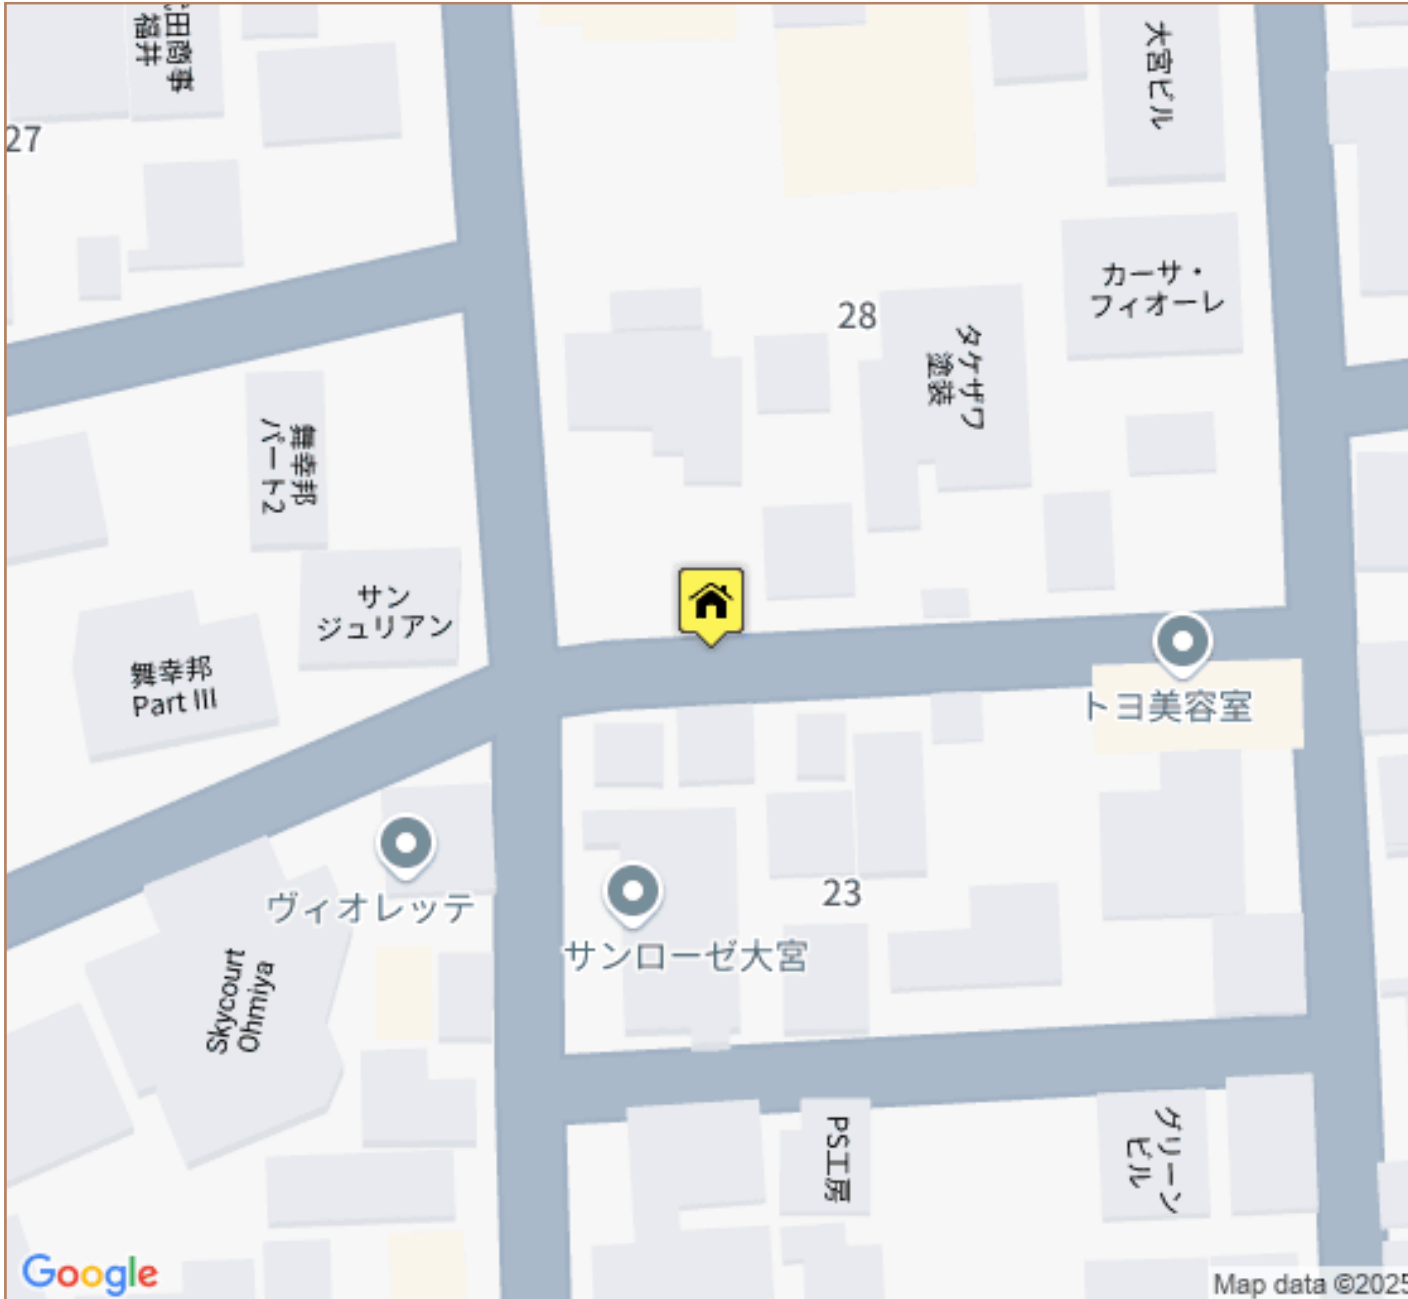 田商事
福井
大宮ビル
27
カーサ・
フィオーレ
28
タケザワ
塗装
舞幸邦
パート2
サン
ジュリアン
舞幸邦
Part III
トヨ美容室
ヴィオレッテ
23
サンローゼ大宮
Skycourt
Ohmiya
PS工房
グリーン
ビル
Google
Map data ©2025